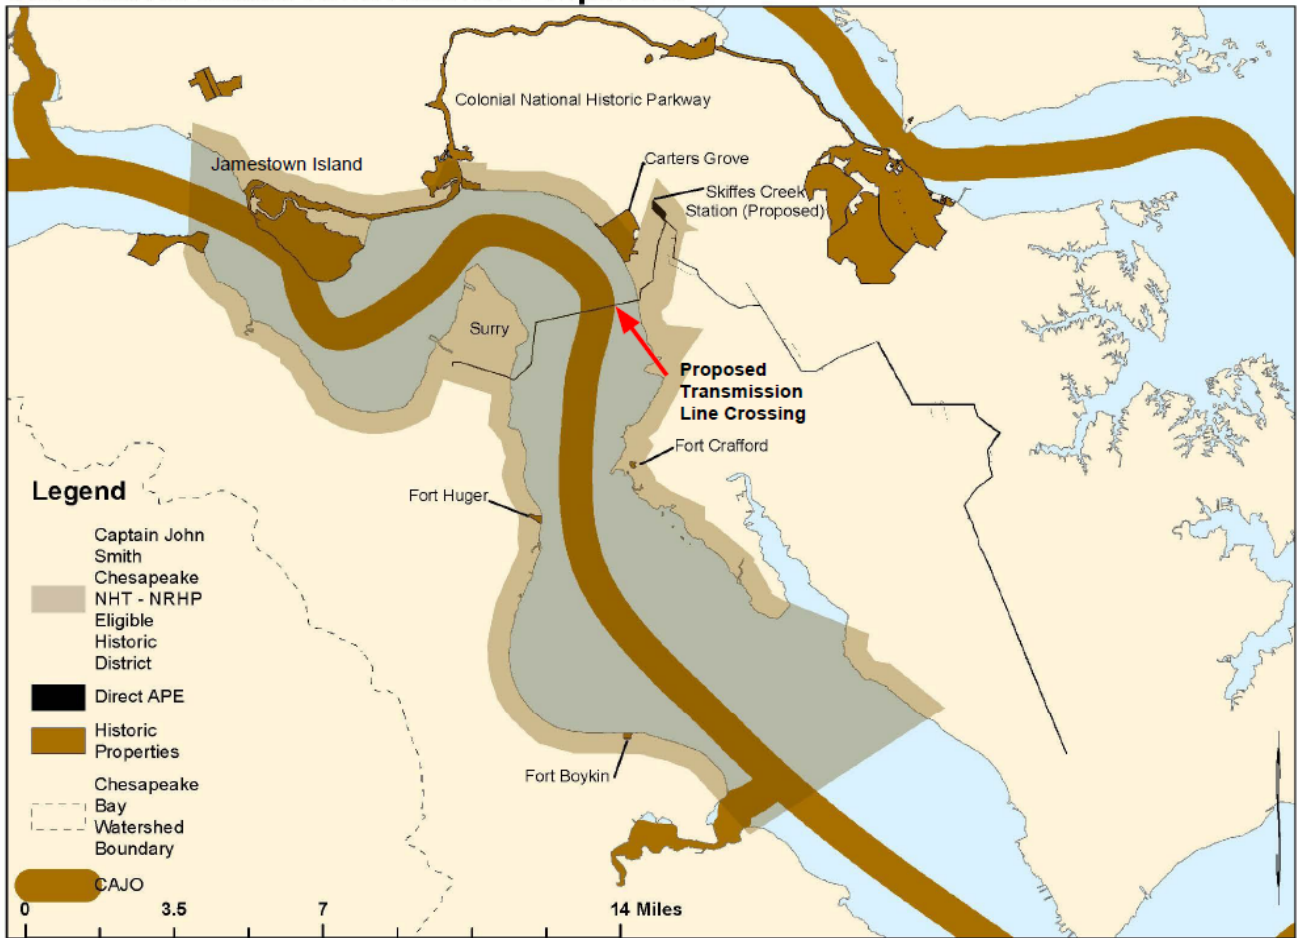 Colonial National Historic Parkway
Jamestown Island
Carters Grove
Skiffes Creek
Station (Proposed)
Surry
Proposed
Transmission
Line Crossing
Fort Crafford
Fort Huger
Fort Boykin
Legend
Captain John
Smith
Chesapeake
NHT - NRHP
Eligible
Historic
District
Direct APE
Historic
Properties
Chesapeake
Bay
Watershed
Boundary
CAJO
0 3.5 7 14 Miles